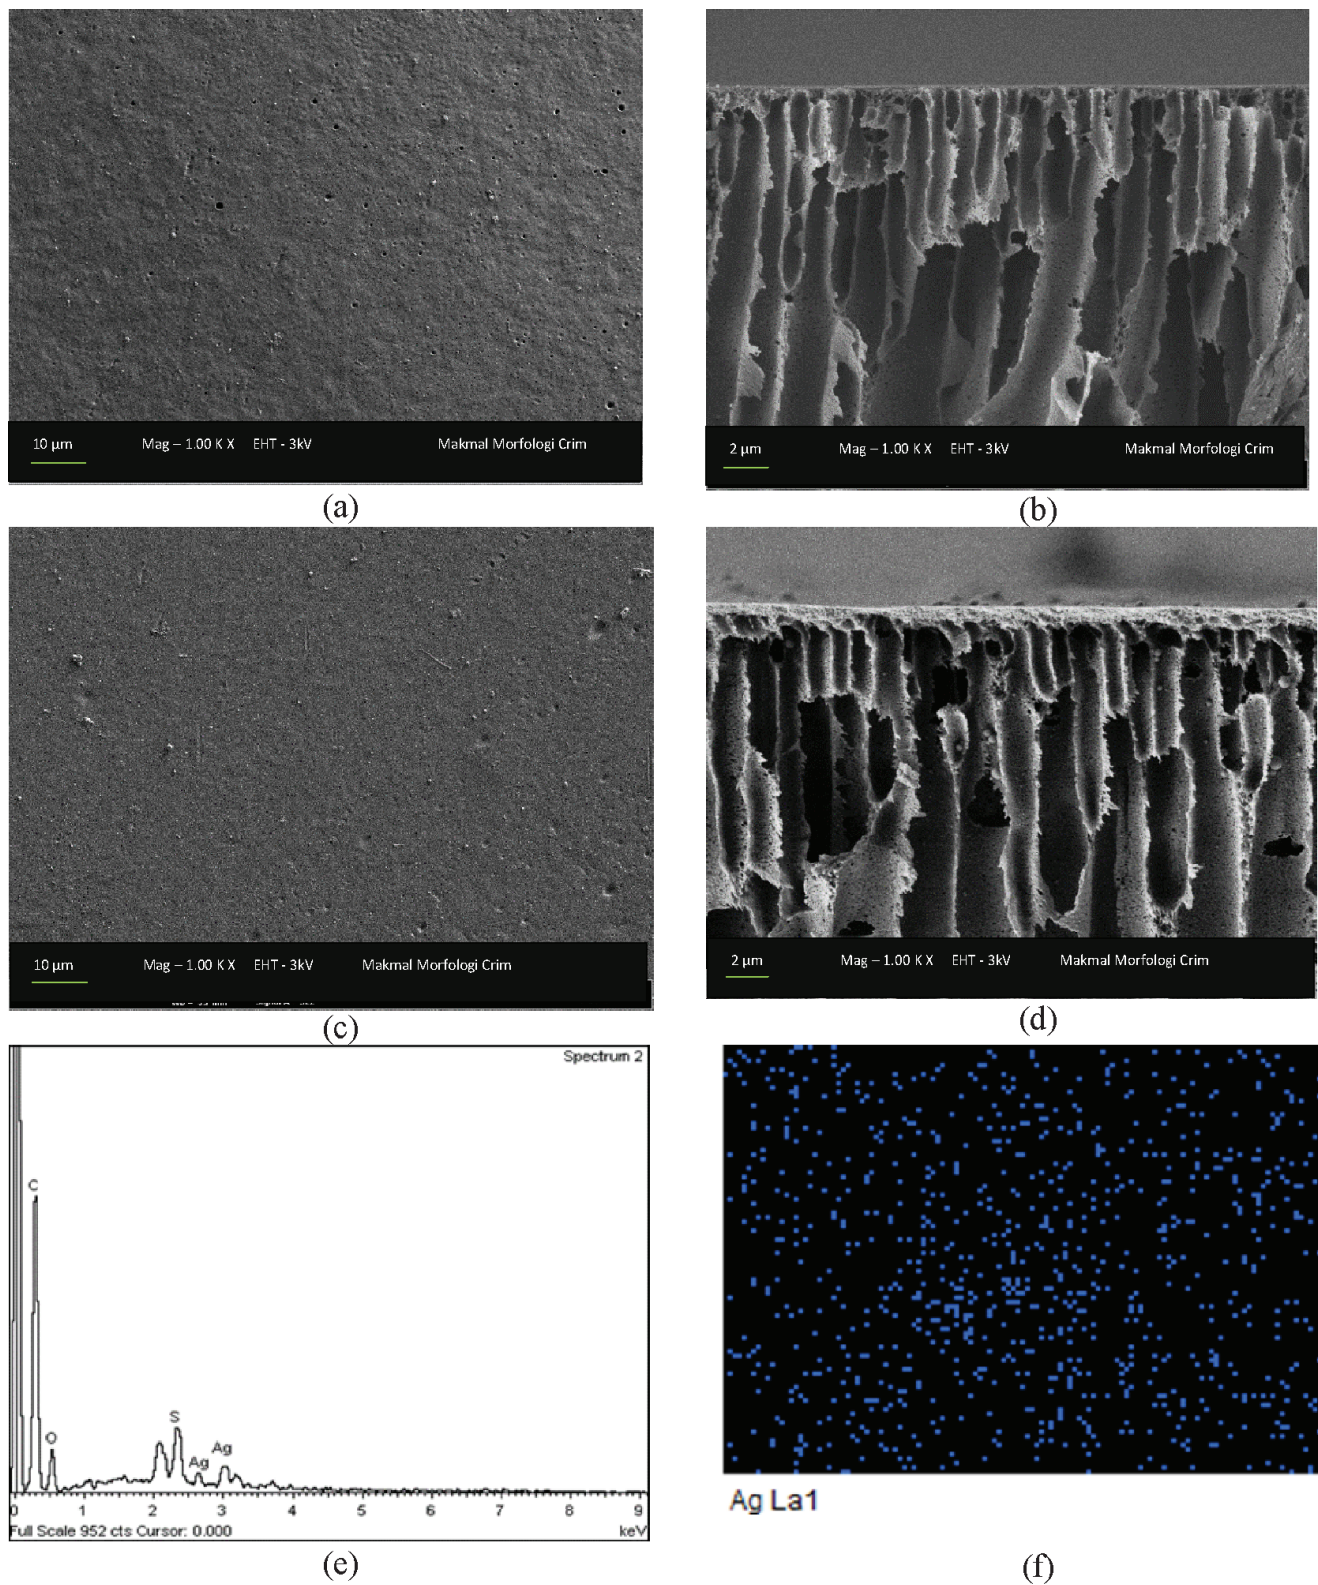 10 µm Mag – 1.00 K X EHT - 3kV Makmal Morfologi Crim
2 µm Mag – 1.00 K X EHT - 3kV Makmal Morfologi Crim
(a)
(b)
10 µm Mag – 1.00 K X EHT - 3kV Makmal Morfologi Crim
2 µm Mag – 1.00 K X EHT - 3kV Makmal Morfologi Crim
(c)
(d)
Spectrum 2
C
O
S
Ag
Ag
0 1 2 3 4 5 6 7 8 9
Full Scale 952 cts Cursor: 0.000 keV
Ag La1
(e)
(f)